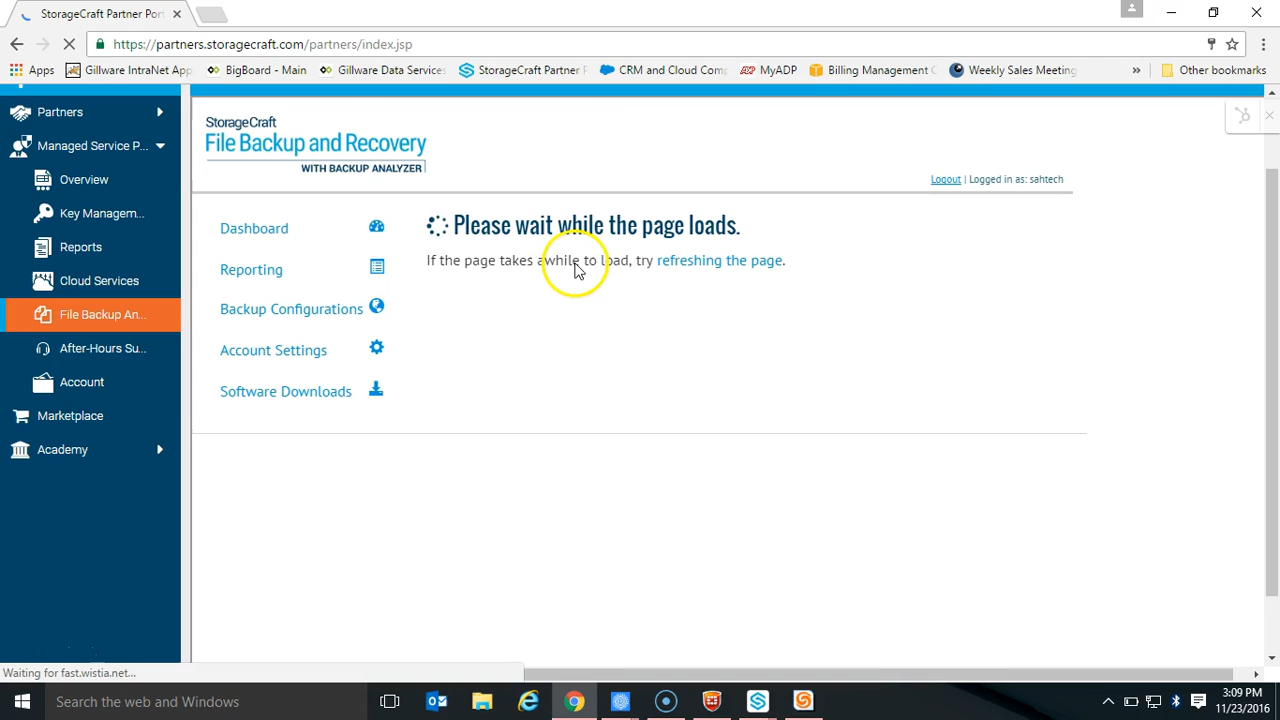 StorageCraft Partner Por
https://partners.storagecraft.com/partners/index.jsp
Apps
Gillware IntraNet App
BigBoard - Main
Gillware Data Services
StorageCraft Partner P
CRM and Cloud Com
MyADP
Billing Management C
Weekly Sales Meeting
»
Other bookmarks
Partners
Managed Service P...
Overview
Key Managem...
Reports
Cloud Services
File Backup An...
After-Hours Su...
Account
Marketplace
Academy
StorageCraft
File Backup and Recovery
WITH BACKUP ANALYZER
Logout | Logged in as: sahtech
Dashboard
Reporting
Backup Configurations
Account Settings
Software Downloads
Please wait while the page loads.
If the page takes awhile to load, try refreshing the page.
Waiting for fast.wistia.net...
Search the web and Windows
3:09 PM
11/23/2016